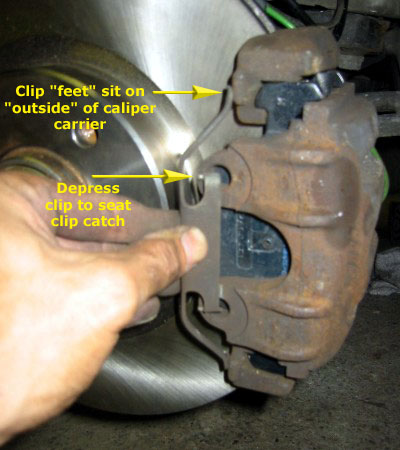 Clip "feet" sit on
"outside" of caliper
carrier
Depress
clip to seat
clip catch